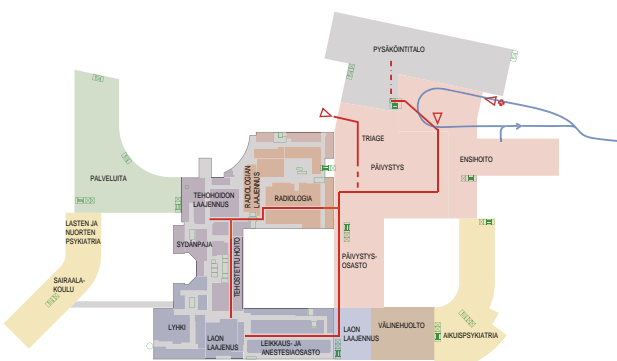 PYSÄKÖINTITALO
TRIAGE
PÄIVYSTYS
ENSIHOITO
PALVELUITA
TEHOHOIDON
LAAJENNUS
RADIOLOGIAN
LAAJENNUS
RADIOLOGIA
LASTEN JA
NUORTEN
PSYKIATRIA
SYDÄNPAJA
TEHOSTETTU HOITO
PÄIVYSTYS-
OSASTO
SAIRAALA-
KOULU
LYHKI
LAON
LAAJENUS
LEIKKAUS- JA
ANESTESIAOSASTO
LAON
LAAJENNUS
VÄLINEHUOLTO
AIKUISPSYKIATRIA